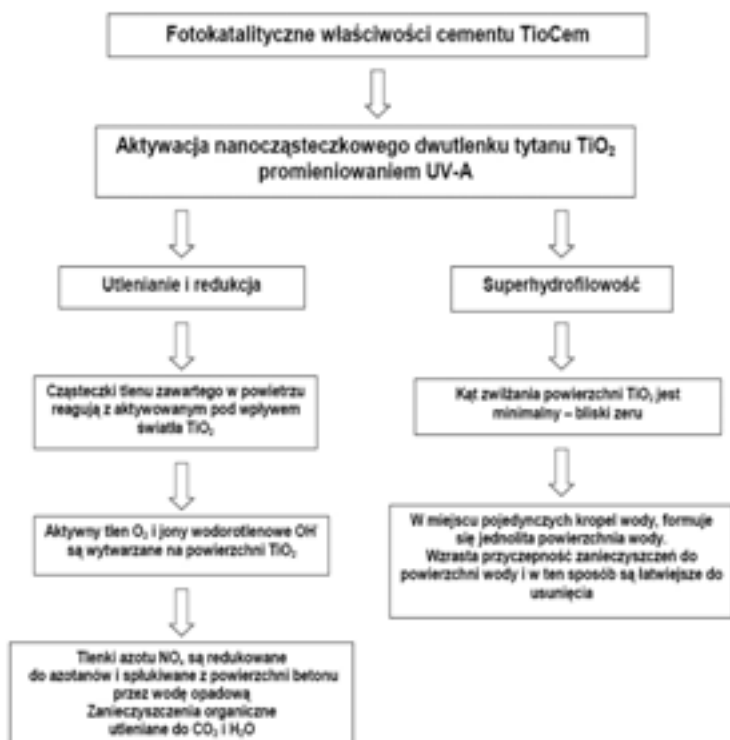 Fotokatalityczne właściwości cementu TioCem
Aktywacja nanocząsteczkowego dwutlenku tytanu TiO₂
promieniowaniem UV-A
Utlenianie i redukcja
Superhydrofilowość
Cząsteczki tlenu zawartego w powietrzu
reagują z aktywowanym pod wpływem
światła TiO₂
Kąt zwilżania powierzchni TiO₂ jest
minimalny – bliski zeru
Aktywny tlen O₂ i jony wodorotlenowe OH
są wytwarzane na powierzchni TiO₂
W miejscu pojedynczych kropel wody, formuje
się jednolita powierzchnia wody.
Wzrasta przyczepność zanieczyszczeń do
powierzchni wody i w ten sposób są łatwiejsze do
usunięcia
Tlenki azotu NOₓ są redukowane
do azotanów i spłukiwane z powierzchni betonu
przez wodę opadową
Zanieczyszczenia organiczne
utleniane do CO₂ i H₂O